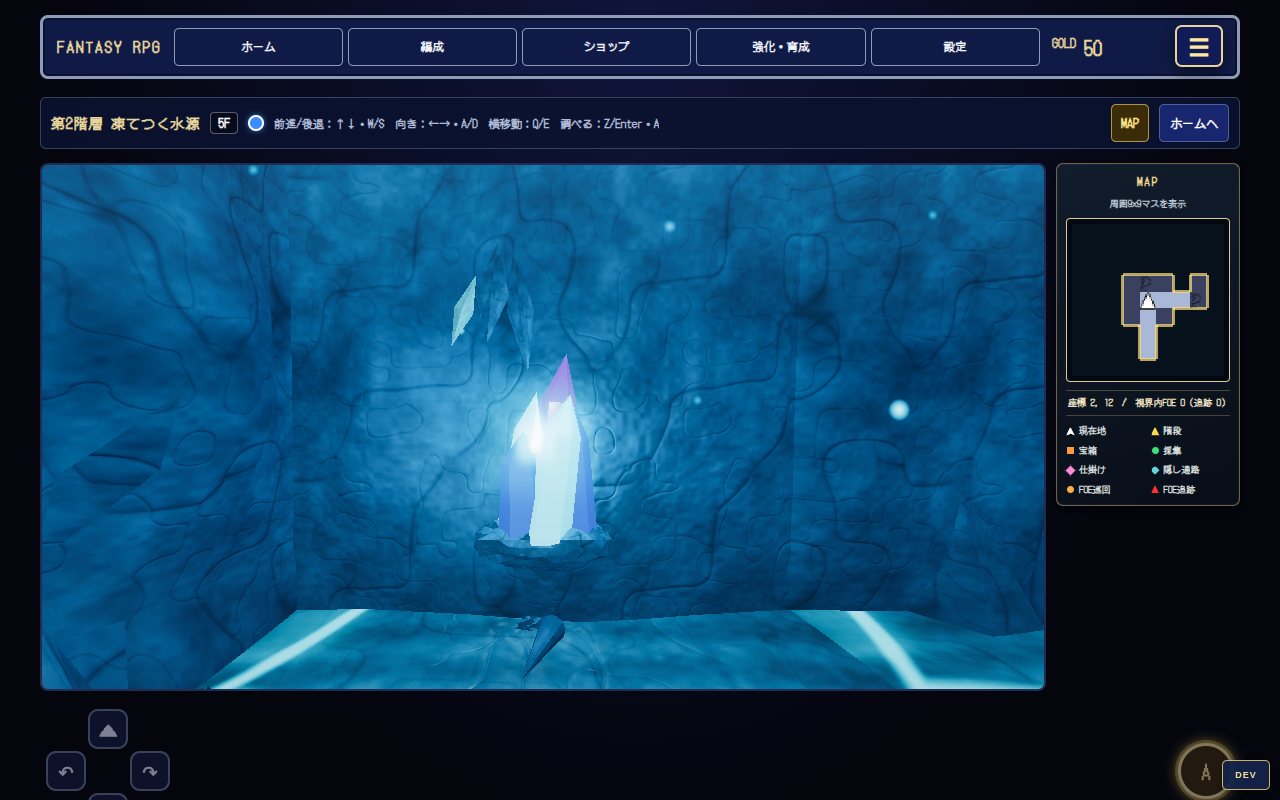 FANTASY RPG
ホーム
編成
ショップ
強化・育成
設定
GOLD 50
第2階層 凍てつく水源
5F
前進/後退：↑↓・W/S 向き：←→・A/D 横移動：Q/E 調べる：Z/Enter・A
MAP
ホームへ
MAP
周囲9x9マスを表示
座標 2, 12 / 視界内FOE 0 (追跡 0)
現在地
階段
宝箱
採集
仕掛け
隠し通路
FOE巡回
FOE追跡
A
DEV